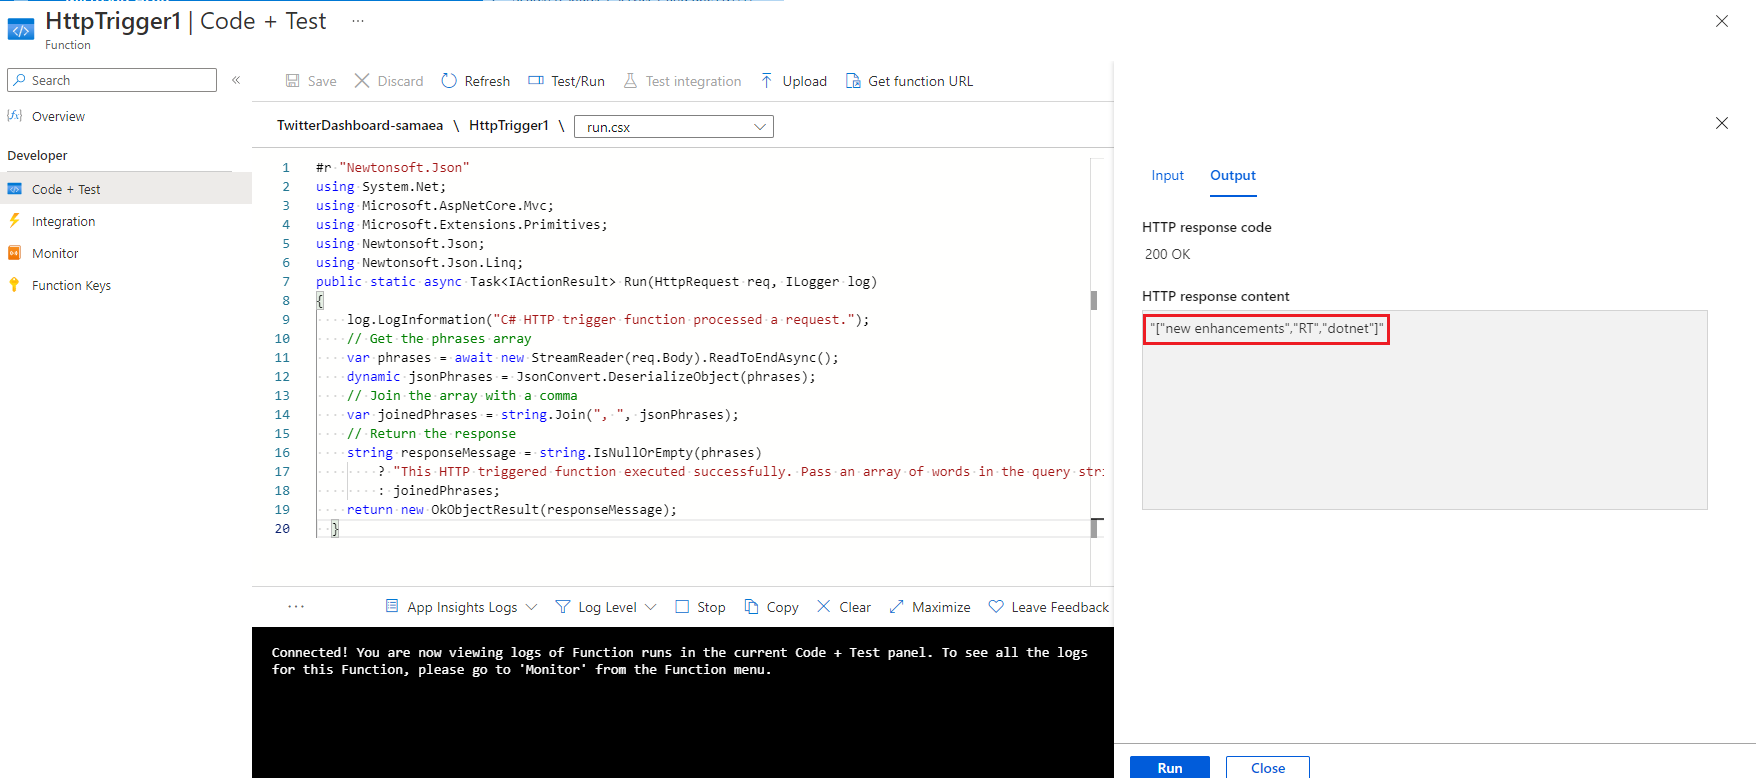 HttpTrigger1 | Code + Test ...
Function
Search «
Overview
Developer
Code + Test
Integration
Monitor
Function Keys
Save Discard Refresh Test/Run Test integration Upload Get function URL
TwitterDashboard-samaea \ HttpTrigger1 \ run.csx
1 #r "Newtonsoft.Json"
2 using System.Net;
3 using Microsoft.AspNetCore.Mvc;
4 using Microsoft.Extensions.Primitives;
5 using Newtonsoft.Json;
6 using Newtonsoft.Json.Linq;
7 public static async Task<IActionResult> Run(HttpRequest req, ILogger log)
8 {
9 log.LogInformation("C# HTTP trigger function processed a request.");
10 // Get the phrases array
11 var phrases = await new StreamReader(req.Body).ReadToEndAsync();
12 dynamic jsonPhrases = JsonConvert.DeserializeObject(phrases);
13 // Join the array with a comma
14 var joinedPhrases = string.Join(", ", jsonPhrases);
15 // Return the response
16 string responseMessage = string.IsNullOrEmpty(phrases)
17 ? "This HTTP triggered function executed successfully. Pass an array of words in the query stri
18 : joinedPhrases;
19 return new OkObjectResult(responseMessage);
20 }
... App Insights Logs Log Level Stop Copy Clear Maximize Leave Feedback
Connected! You are now viewing logs of Function runs in the current Code + Test panel. To see all the logs
for this Function, please go to 'Monitor' from the Function menu.
Input Output
HTTP response code
200 OK
HTTP response content
"["new enhancements","RT","dotnet"]"
Run Close